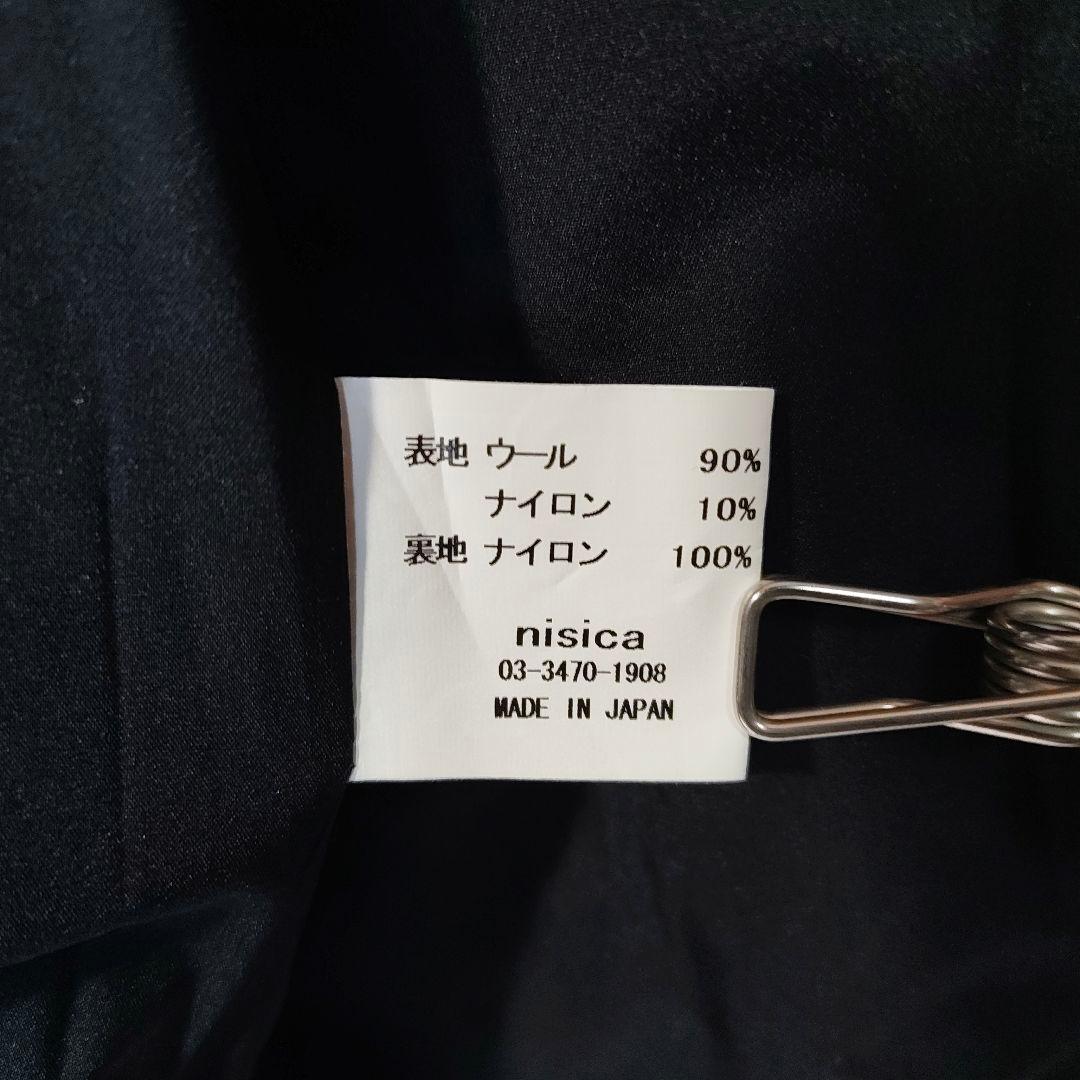 表地 ウール 90%
ナイロン 10%
裏地 ナイロン 100%
nisica
03-3470-1908
MADE IN JAPAN